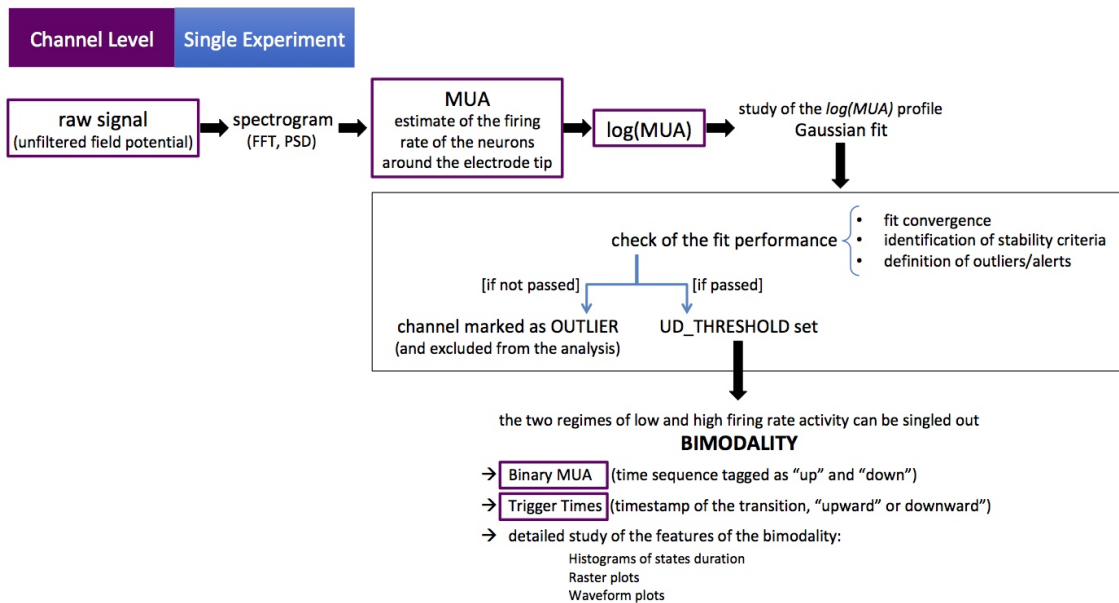 Channel Level
Single Experiment
raw signal
(unfiltered field potential)
spectrogram
(FFT, PSD)
MUA
estimate of the firing
rate of the neurons
around the electrode tip
log(MUA)
study of the log(MUA) profile
Gaussian fit
check of the fit performance
• fit convergence
• identification of stability criteria
• definition of outliers/alerts
[if not passed]
[if passed]
channel marked as OUTLIER
(and excluded from the analysis)
UD_THRESHOLD set
the two regimes of low and high firing rate activity can be singled out
BIMODALITY
→ Binary MUA (time sequence tagged as “up” and “down”)
→ Trigger Times (timestamp of the transition, “upward” or downward”)
→ detailed study of the features of the bimodality:
Histograms of states duration
Raster plots
Waveform plots